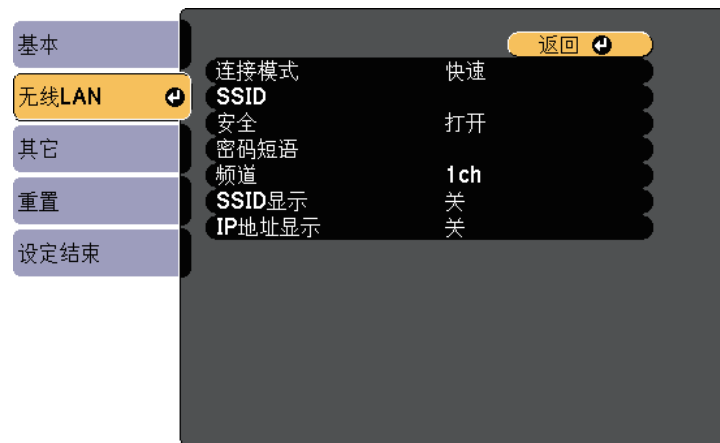 基本
无线LAN
其它
重置
设定结束
返回
连接模式 快速
SSID
安全 打开
密码短语
频道 1ch
SSID显示 关
IP地址显示 关